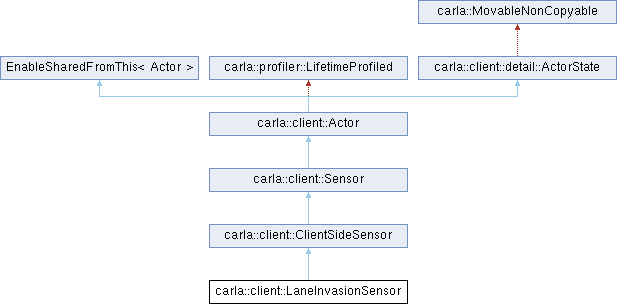 carla::MovableNonCopyable
EnableSharedFromThis< Actor >
carla::profiler::LifetimeProfiled
carla::client::detail::ActorState
carla::client::Actor
carla::client::Sensor
carla::client::ClientSideSensor
carla::client::LaneInvasionSensor